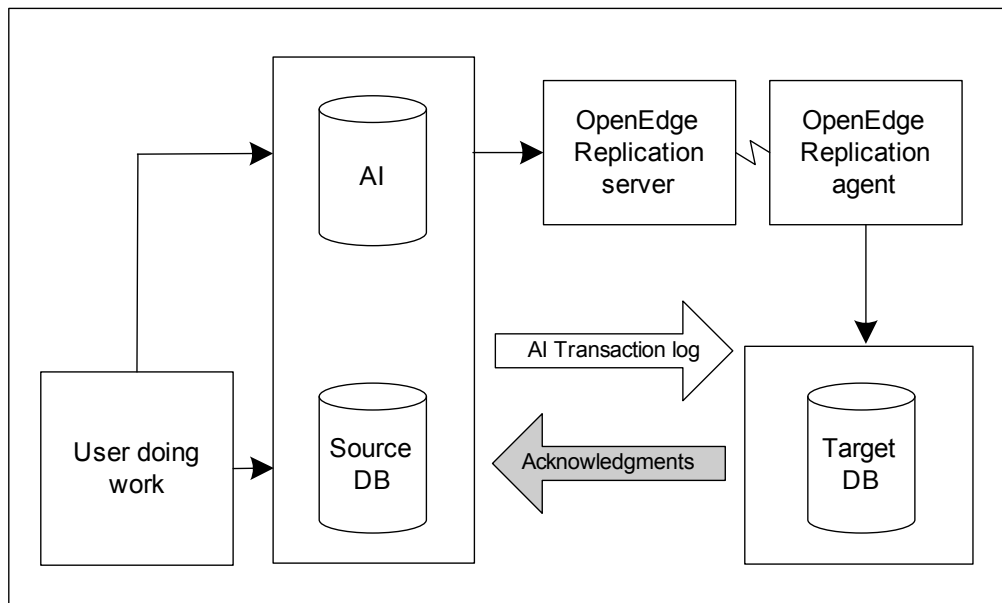 AI
OpenEdge
Replication
server
OpenEdge
Replication
agent
AI Transaction log
User doing
work
Source
DB
Acknowledgments
Target
DB